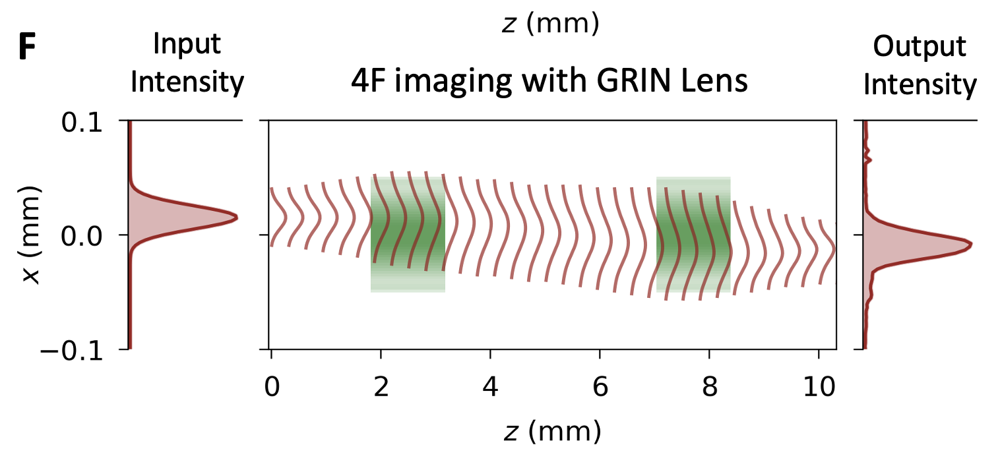 z (mm)
F
Input
Intensity
4F imaging with GRIN Lens
Output
Intensity
0.1
0.0
−0.1
x (mm)
0 2 4 6 8 10
z (mm)